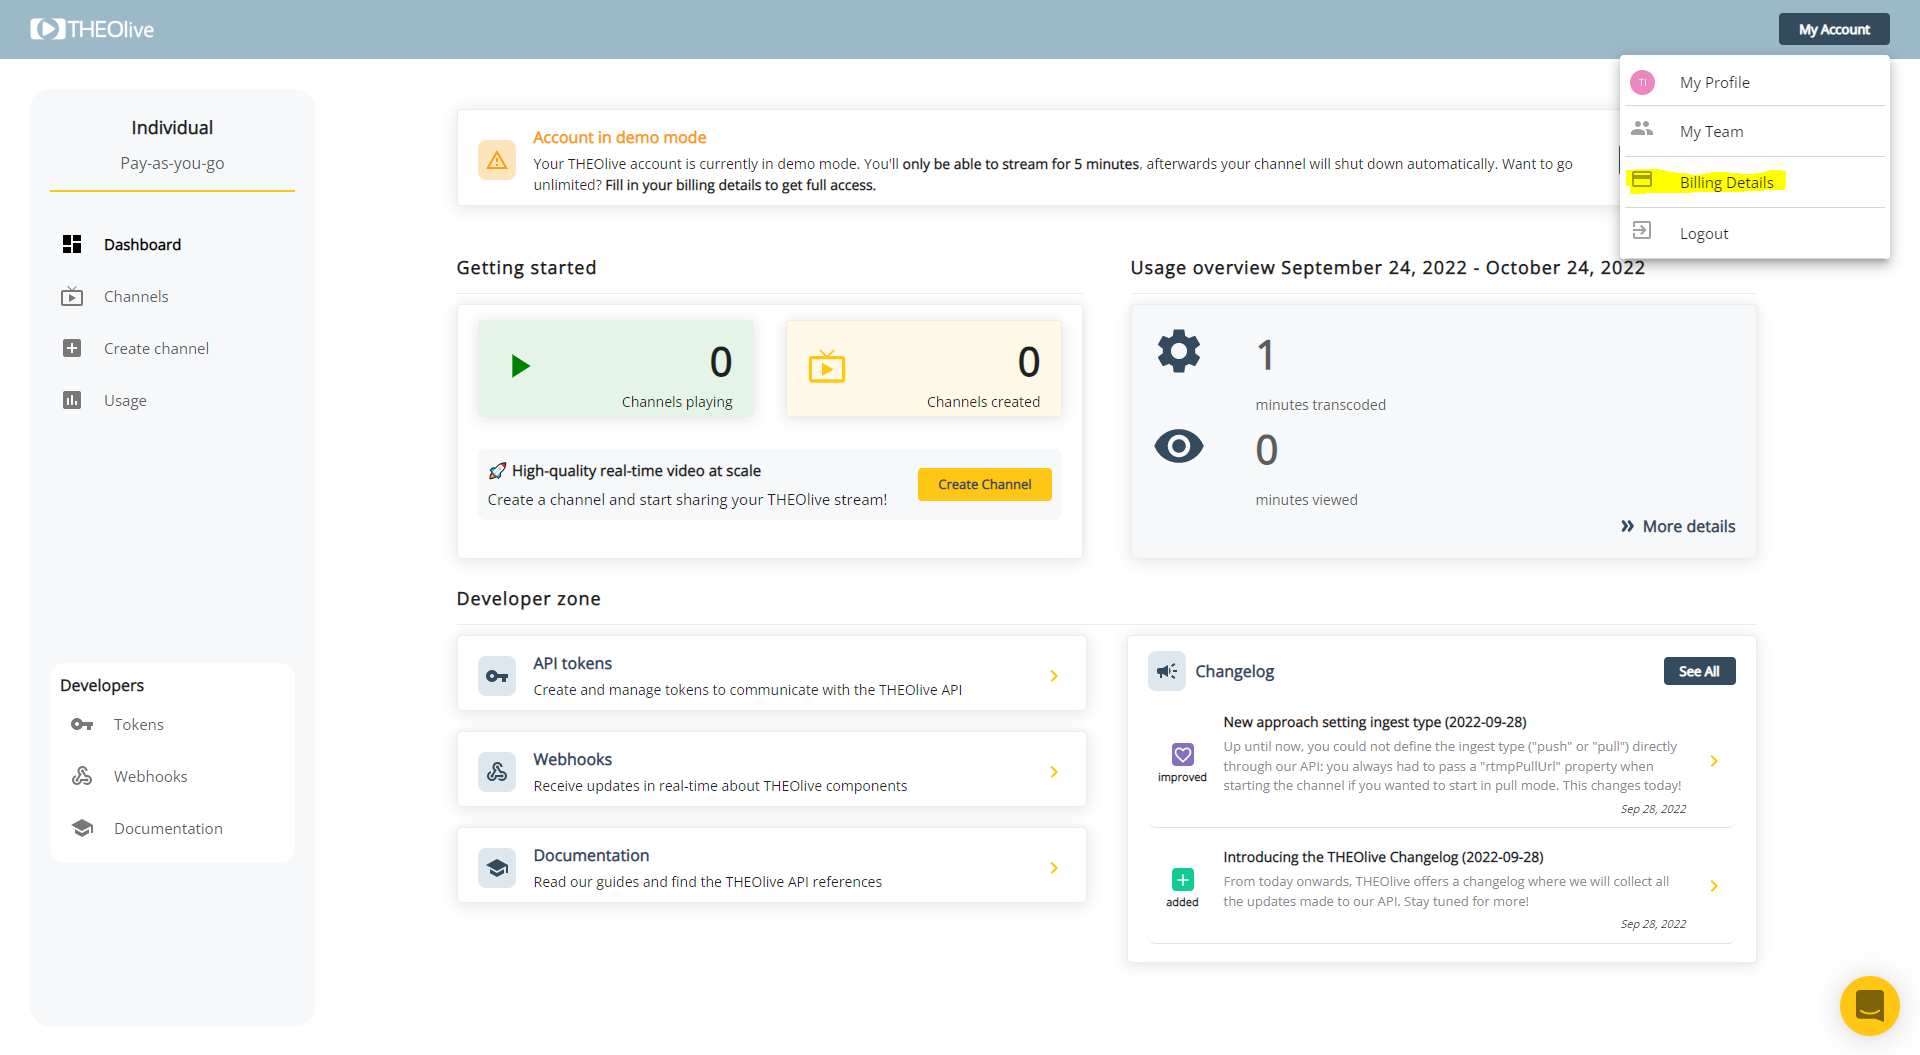 THEOlive
My Account
TI
My Profile
My Team
Billing Details
Logout
Individual
Pay-as-you-go
Dashboard
Channels
Create channel
Usage
Developers
Tokens
Webhooks
Documentation
Account in demo mode
Your THEOlive account is currently in demo mode. You'll only be able to stream for 5 minutes, afterwards your channel will shut down automatically. Want to go
unlimited? Fill in your billing details to get full access.
Getting started
0
Channels playing
0
Channels created
High-quality real-time video at scale
Create a channel and start sharing your THEOlive stream!
Create Channel
Usage overview September 24, 2022 - October 24, 2022
1
minutes transcoded
0
minutes viewed
More details
Developer zone
API tokens
Create and manage tokens to communicate with the THEOlive API
Webhooks
Receive updates in real-time about THEOlive components
Documentation
Read our guides and find the THEOlive API references
Changelog
See All
New approach setting ingest type (2022-09-28)
Up until now, you could not define the ingest type ("push" or "pull") directly
through our API: you always had to pass a "rtmpPullUrl" property when
starting the channel if you wanted to start in pull mode. This changes today!
improved
Sep 28, 2022
Introducing the THEOlive Changelog (2022-09-28)
From today onwards, THEOlive offers a changelog where we will collect all
the updates made to our API. Stay tuned for more!
added
Sep 28, 2022